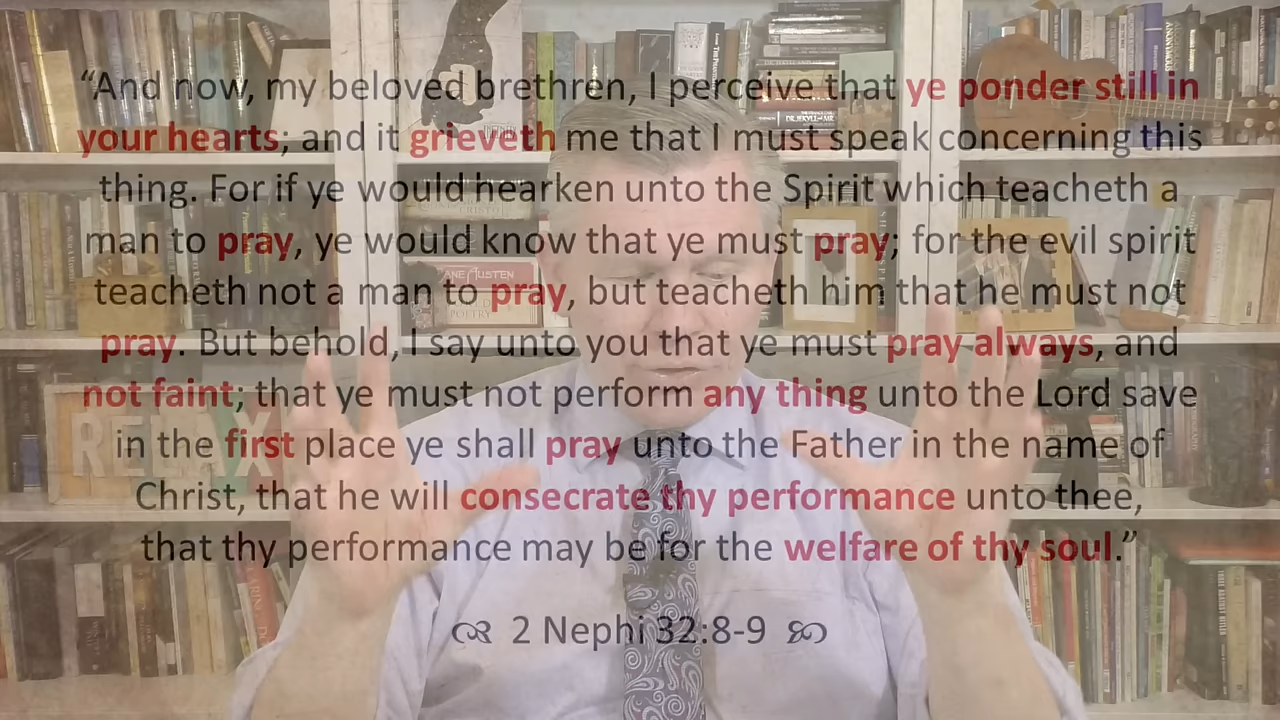 “And now, my beloved brethren, I perceive that ye ponder still in
your hearts; and it grieveth me that I must speak concerning this
thing. For if ye would hearken unto the Spirit which teacheth a
man to pray, ye would know that ye must pray; for the evil spirit
teacheth not a man to pray, but teacheth him that he must not
pray. But behold, I say unto you that ye must pray always, and
not faint; that ye must not perform any thing unto the Lord save
in the first place ye shall pray unto the Father in the name of
Christ, that he will consecrate thy performance unto thee,
that thy performance may be for the welfare of thy soul.”
2 Nephi 32:8-9
JANE AUSTEN
POETRY
RELAX